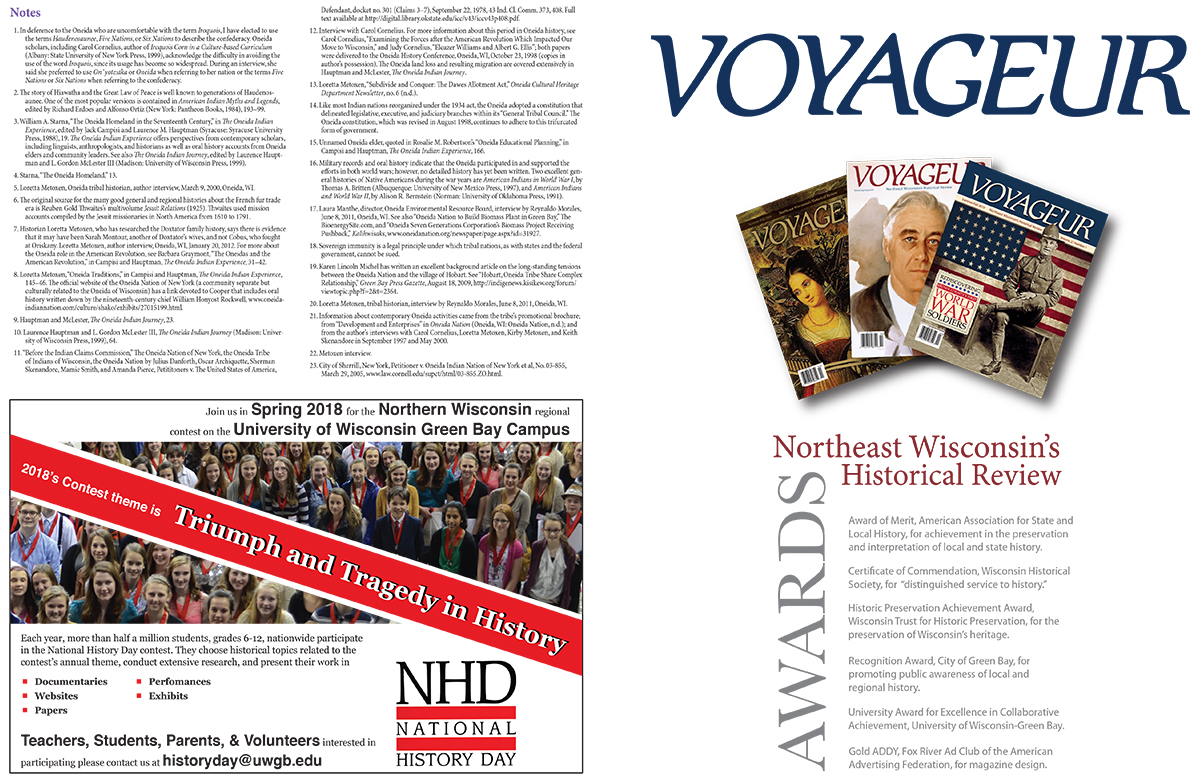 Notes
1. In deference to the Oneida who are uncomfortable with the term Iroquois, I have elected to use
the terms Haudenosaunee, Five Nations, or Six Nations to describe the confederacy. Oneida
scholars, including Carol Cornelius, author of Iroquois Corn in a Culture-based Curriculum
(Albany: State University of New York Press, 1999), acknowledge the difficulty in avoiding the
use of the word Iroquois, since its usage has become so widespread. During an interview, she
said she preferred to use On^yoteʔaka or Oneida when referring to her nation or the terms Five
Nations or Six Nations when referring to the confederacy.
2. The story of Hiawatha and the Great Law of Peace is well known to generations of Haudenos-
aunee. One of the most popular versions is contained in American Indian Myths and Legends,
edited by Richard Erdoes and Alfonso Ortiz (New York: Pantheon Books, 1984), 193–99.
3. William A. Starna, "The Oneida Homeland in the Seventeenth Century," in The Oneida Indian
Experience, edited by Jack Campisi and Laurence M. Hauptman (Syracuse: Syracuse University
Press, 1988), 19. The Oneida Indian Experience offers perspectives from contemporary scholars,
including linguists, anthropologists, and historians as well as oral history accounts from Oneida
elders and community leaders. See also The Oneida Indian Journey, edited by Laurence Haupt-
man and L. Gordon McLester III (Madison: University of Wisconsin Press, 1999).
4. Starna, "The Oneida Homeland," 13.
5. Loretta Metoxen, Oneida tribal historian, author interview, March 9, 2000, Oneida, WI.
6. The original source for the many good general and regional histories about the French fur trade
era is Reuben Gold Thwaites's multivolume Jesuit Relations (1925). Thwaites used mission
accounts compiled by the Jesuit missionaries in North America from 1610 to 1791.
7. Historian Loretta Metoxen, who has researched the Doxtator family history, says there is evidence
that it may have been Sarah Montour, another of Doxtator's wives, and not Cobus, who fought
at Oriskany. Loretta Metoxen, author interview, Oneida, WI, January 20, 2012. For more about
the Oneida role in the American Revolution, see Barbara Graymont, "The Oneidas and the
American Revolution," in Campisi and Hauptman, The Oneida Indian Experience, 31–42.
8. Loretta Metoxen, "Oneida Traditions," in Campisi and Hauptman, The Oneida Indian Experience,
145–46. The official website of the Oneida Nation of New York (a community separate but
culturally related to the Oneida of Wisconsin) has a link devoted to Cooper that includes oral
history written down by the nineteenth-century chief William Honyost Rockwell, www.oneida-
indiannation.com/culture/shako/exhibits/27015199.html.
9. Hauptman and McLester, The Oneida Indian Journey, 23.
10. Laurence Hauptman and L. Gordon McLester III, The Oneida Indian Journey (Madison: Univer-
sity of Wisconsin Press, 1999), 64.
11. "Before the Indian Claims Commission," The Oneida Nation of New York, the Oneida Tribe
of Indians of Wisconsin, the Oneida Nation by Julius Danforth, Oscar Archiquette, Sherman
Skenandore, Mamie Smith, and Amanda Pierce, Petititoners v. The United States of America,
Defendant, docket no. 301 (Claims 3–7), September 22, 1978, 43 Ind. Cl. Comm. 373, 408. Full
text available at http://digital.library.okstate.edu/icc/v43/iccv43p408.pdf.
12. Interview with Carol Cornelius. For more information about this period in Oneida history, see
Carol Cornelius, "Examining the Forces after the American Revolution Which Impacted Our
Move to Wisconsin," and Judy Cornelius, "Eleazer Williams and Albert G. Ellis"; both papers
were delivered to the Oneida History Conference, Oneida, WI, October 23, 1998 (copies in
author's possession). The Oneida land loss and resulting migration are covered extensively in
Hauptman and McLester, The Oneida Indian Journey.
13. Loretta Metoxen, "Subdivide and Conquer: The Dawes Allotment Act," Oneida Cultural Heritage
Department Newsletter, no. 6 (n.d.).
14. Like most Indian nations reorganized under the 1934 act, the Oneida adopted a constitution that
delineated legislative, executive, and judiciary branches within its "General Tribal Council." The
Oneida constitution, which was revised in August 1998, continues to adhere to this trifurcated
form of government.
15. Unnamed Oneida elder, quoted in Rosalie M. Robertson's "Oneida Educational Planning," in
Campisi and Hauptman, The Oneida Indian Experience, 166.
16. Military records and oral history indicate that the Oneida participated in and supported the
efforts in both world wars; however, no detailed history has yet been written. Two excellent gen-
eral histories of Native Americans during the war years are American Indians in World War I, by
Thomas A. Britten (Albuquerque: University of New Mexico Press, 1997), and American Indians
and World War II, by Alison R. Bernstein (Norman: University of Oklahoma Press, 1991).
17. Laura Manthe, director, Oneida Environmental Resource Board, interview by Reynaldo Morales,
June 8, 2011, Oneida, WI. See also "Oneida Nation to Build Biomass Plant in Green Bay," The
BioenergySite.com, and "Oneida Seven Generations Corporation's Biomass Project Receiving
Pushback," Kalihwisaks, www.oneidanation.org/newspaper/page.aspx?id=31927.
18. Sovereign immunity is a legal principle under which tribal nations, as with states and the federal
government, cannot be sued.
19. Karen Lincoln Michel has written an excellent background article on the long-standing tensions
between the Oneida Nation and the village of Hobart. See "Hobart, Oneida Tribe Share Complex
Relationship," Green Bay Press Gazette, August 18, 2009, http://indigenews.kisikew.org/forum/
viewtopic.php?f=2&t=2364.
20. Loretta Metoxen, tribal historian, interview by Reynaldo Morales, June 8, 2011, Oneida, WI.
21. Information about contemporary Oneida activities came from the tribe's promotional brochure;
from "Development and Enterprises" in Oneida Nation (Oneida, WI: Oneida Nation, n.d.); and
from the author's interviews with Carol Cornelius, Loretta Metoxen, Kirby Metoxen, and Keith
Skenandore in September 1997 and May 2000.
22. Metoxen interview.
23. City of Sherrill, New York, Petitioner v. Oneida Indian Nation of New York et al, No. 03-855,
March 29, 2005, www.law.cornell.edu/supct/html/03-855.ZO.html.
Join us in Spring 2018 for the Northern Wisconsin regional
contest on the University of Wisconsin Green Bay Campus
2018's Contest theme is Triumph and Tragedy in History
Each year, more than half a million students, grades 6-12, nationwide participate
in the National History Day contest. They choose historical topics related to the
contest's annual theme, conduct extensive research, and present their work in
Documentaries
Websites
Papers
Perfomances
Exhibits
Teachers, Students, Parents, & Volunteers interested in
participating please contact us at historyday@uwgb.edu
NHD
NATIONAL
HISTORY DAY
VOYAGEUR
VOYAGEUR
Northeast Wisconsin's Historical Review
VOYAGEUR
REDISCOVERING
WORLD
WAR
SOLDIERS
Northeast Wisconsin's
Historical Review
AWARDS
Award of Merit, American Association for State and
Local History, for achievement in the preservation
and interpretation of local and state history.
Certificate of Commendation, Wisconsin Historical
Society, for "distinguished service to history."
Historic Preservation Achievement Award,
Wisconsin Trust for Historic Preservation, for the
preservation of Wisconsin's heritage.
Recognition Award, City of Green Bay, for
promoting public awareness of local and
regional history.
University Award for Excellence in Collaborative
Achievement, University of Wisconsin-Green Bay.
Gold ADDY, Fox River Ad Club of the American
Advertising Federation, for magazine design.